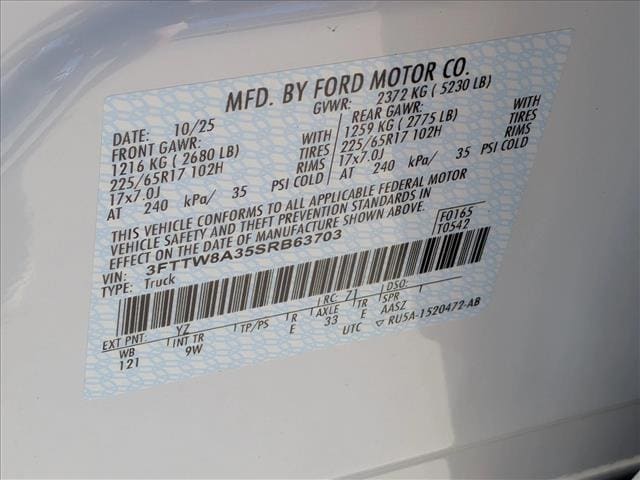 MFD. BY FORD MOTOR CO.
DATE: 10/25 GVWR: 2372 KG ( 5230 LB)
FRONT GAWR: REAR GAWR:
1216 KG ( 2680 LB) WITH 1259 KG ( 2775 LB) WITH
225/65R17 102H TIRES 225/65R17 102H TIRES
17x7.0J RIMS 17x7.0J RIMS
AT 240 kPa/ 35 PSI COLD AT 240 kPa/ 35 PSI COLD
THIS VEHICLE CONFORMS TO ALL APPLICABLE FEDERAL MOTOR
VEHICLE SAFETY AND THEFT PREVENTION STANDARDS IN
EFFECT ON THE DATE OF MANUFACTURE SHOWN ABOVE.
F0165
T0542
VIN: 3FTTW8A35SRB63703
TYPE: Truck
EXT PNT: YZ RC: 71 DSO:
WB INT TR TP/PS R AXLE TR SPR
121 9W E 33 E AASZ
UTC RU5A-1520472-AB